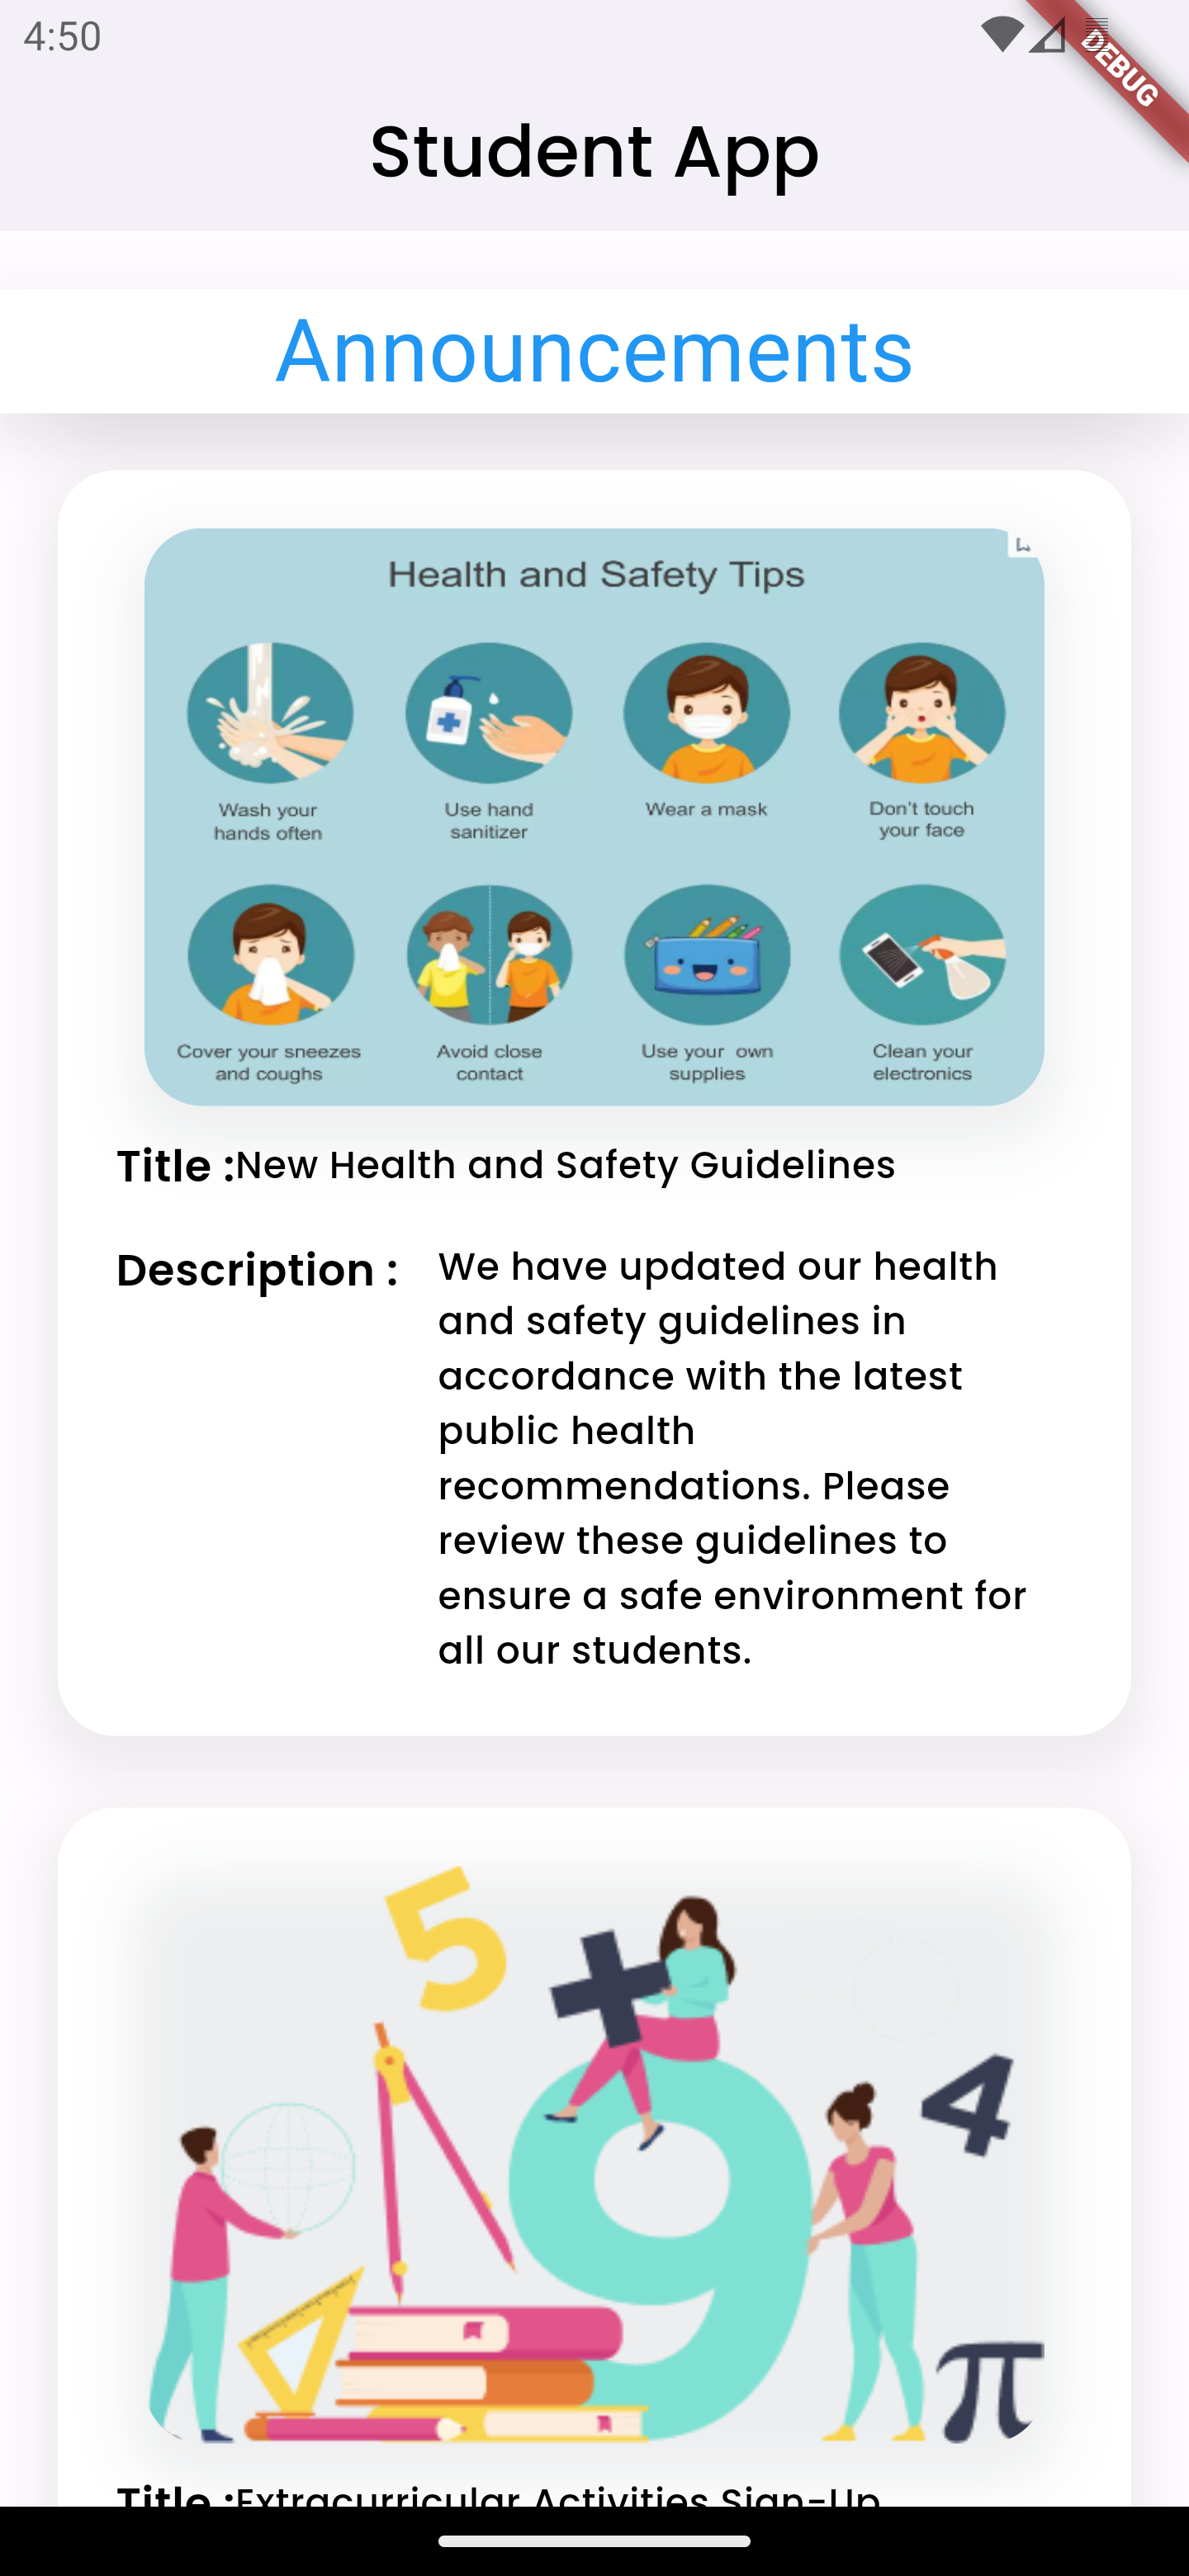 4:50
DEBUG
Student App
Announcements
Health and Safety Tips
Wash your
hands often
Use hand
sanitizer
Wear a mask
Don't touch
your face
Cover your sneezes
and coughs
Avoid close
contact
Use your own
supplies
Clean your
electronics
Title :New Health and Safety Guidelines
Description :
We have updated our health
and safety guidelines in
accordance with the latest
public health
recommendations. Please
review these guidelines to
ensure a safe environment for
all our students.
5
4
9
π
Title :Extracurricular Activities Sign-Up